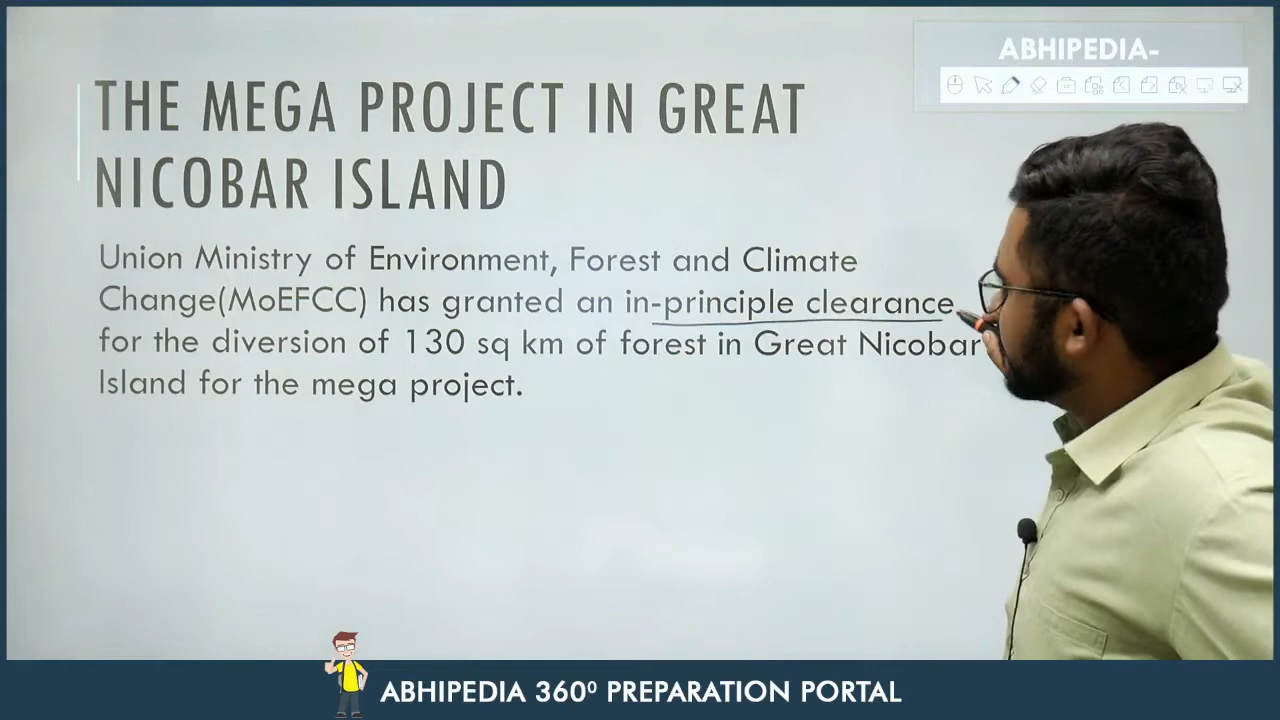 ABHIPEDIA-
THE MEGA PROJECT IN GREAT
NICOBAR ISLAND
Union Ministry of Environment, Forest and Climate
Change(MoEFCC) has granted an in-principle clearance
for the diversion of 130 sq km of forest in Great Nicobar
Island for the mega project.
ABHIPEDIA 360⁰ PREPARATION PORTAL